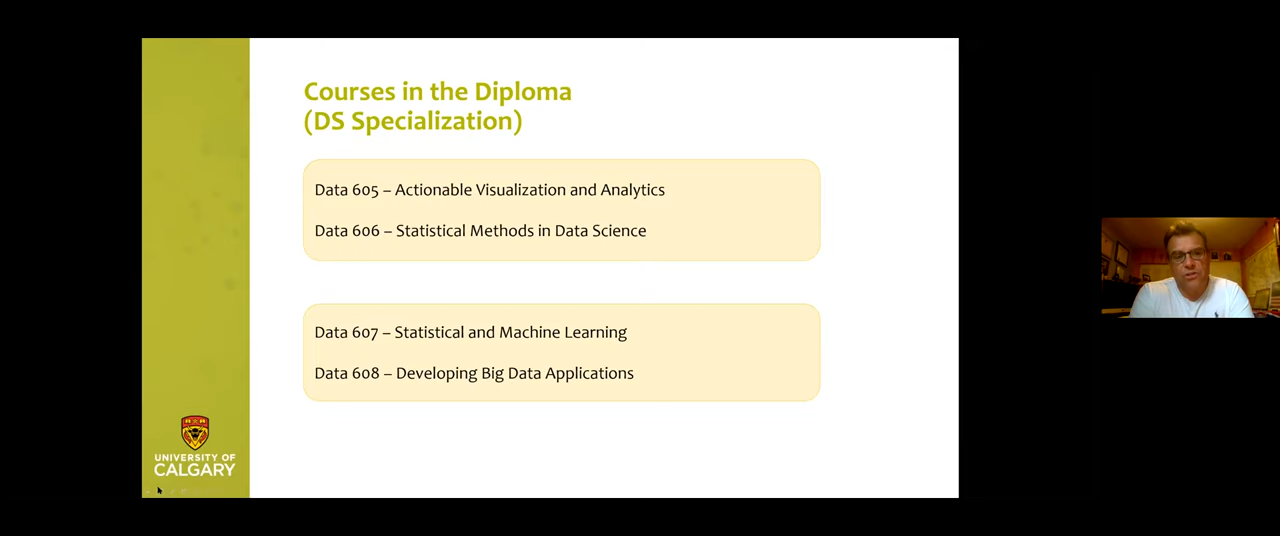 Courses in the Diploma
(DS Specialization)
Data 605 – Actionable Visualization and Analytics
Data 606 – Statistical Methods in Data Science
Data 607 – Statistical and Machine Learning
Data 608 – Developing Big Data Applications
UNIVERSITY OF
CALGARY